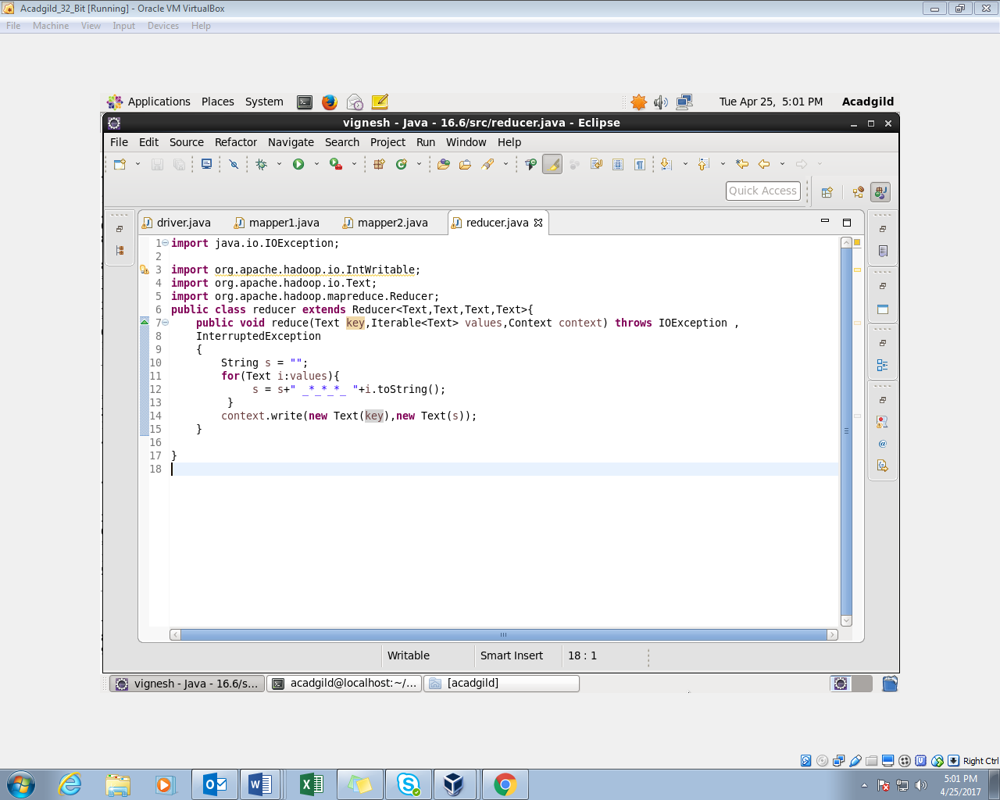 Acadgild_32_Bit [Running] - Oracle VM VirtualBox
File Machine View Input Devices Help
Applications Places System Tue Apr 25, 5:01 PM Acadgild
vignesh - Java - 16.6/src/reducer.java - Eclipse
File Edit Source Refactor Navigate Search Project Run Window Help
Quick Access
driver.java mapper1.java mapper2.java reducer.java
1 import java.io.IOException;
2
3 import org.apache.hadoop.io.IntWritable;
4 import org.apache.hadoop.io.Text;
5 import org.apache.hadoop.mapreduce.Reducer;
6 public class reducer extends Reducer<Text,Text,Text,Text>{
7 public void reduce(Text key,Iterable<Text> values,Context context) throws IOException ,
8 InterruptedException
9 {
10 String s = "";
11 for(Text i:values){
12 s = s+" _*_*_*_ "+i.toString();
13 }
14 context.write(new Text(key),new Text(s));
15 }
16
17 }
18
Writable Smart Insert 18 : 1
vignesh - Java - 16.6/s... acadgild@localhost:~/... [acadgild]
Right Ctrl
5:01 PM
4/25/2017